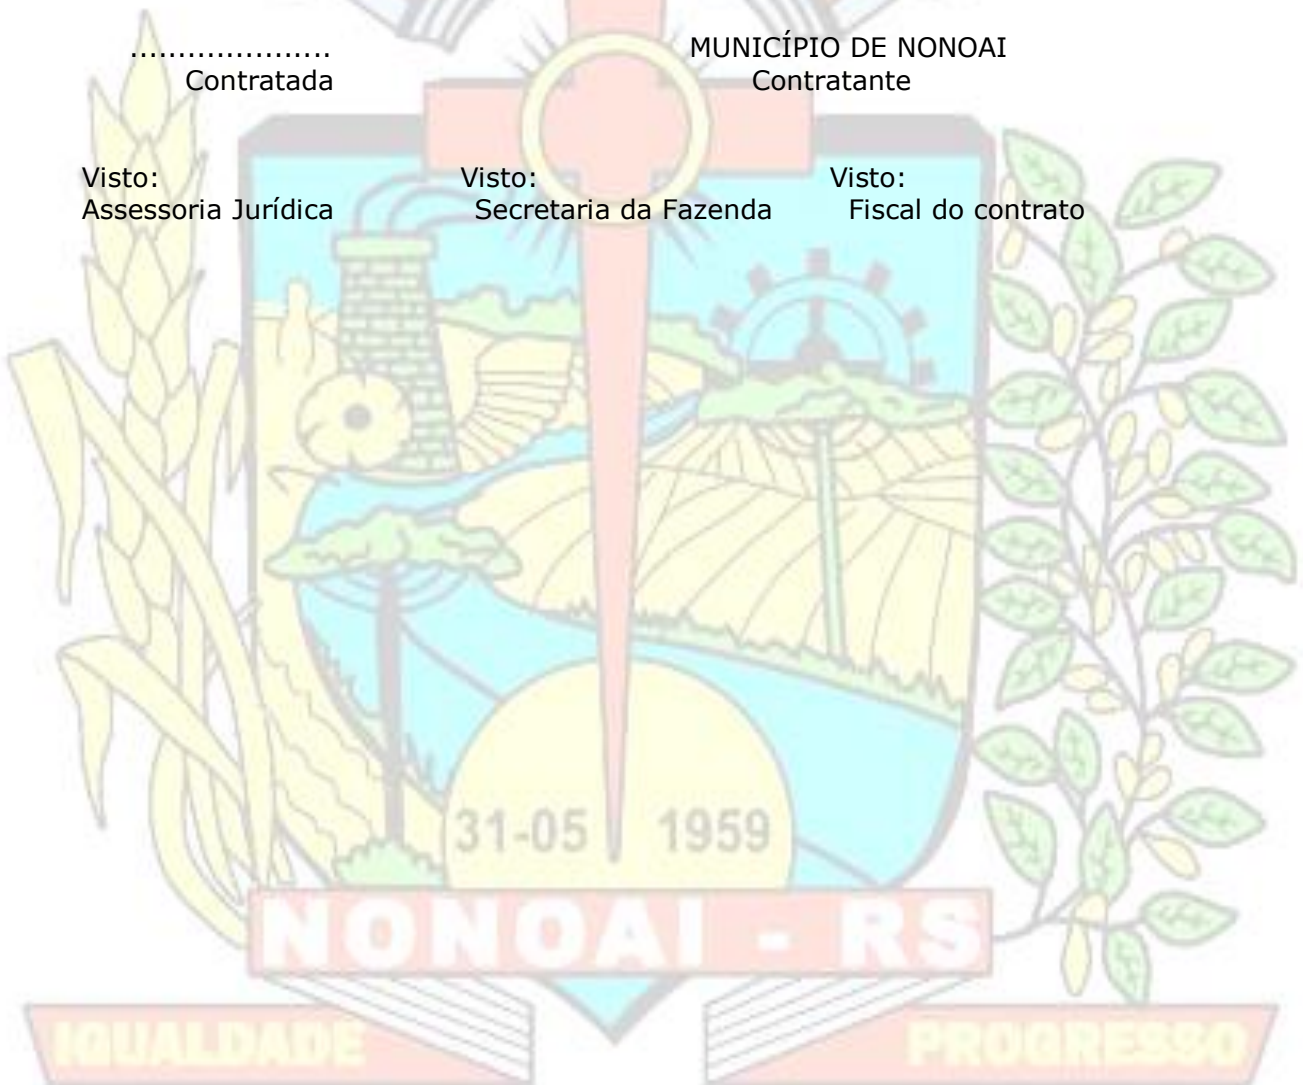 ..................... MUNICÍPIO DE NONOAI
Contratada Contratante
Visto: Visto: Visto:
Assessoria Jurídica Secretaria da Fazenda Fiscal do contrato
31-05 1959
NONOAI - RS
IGUALDADE PROGRESSO